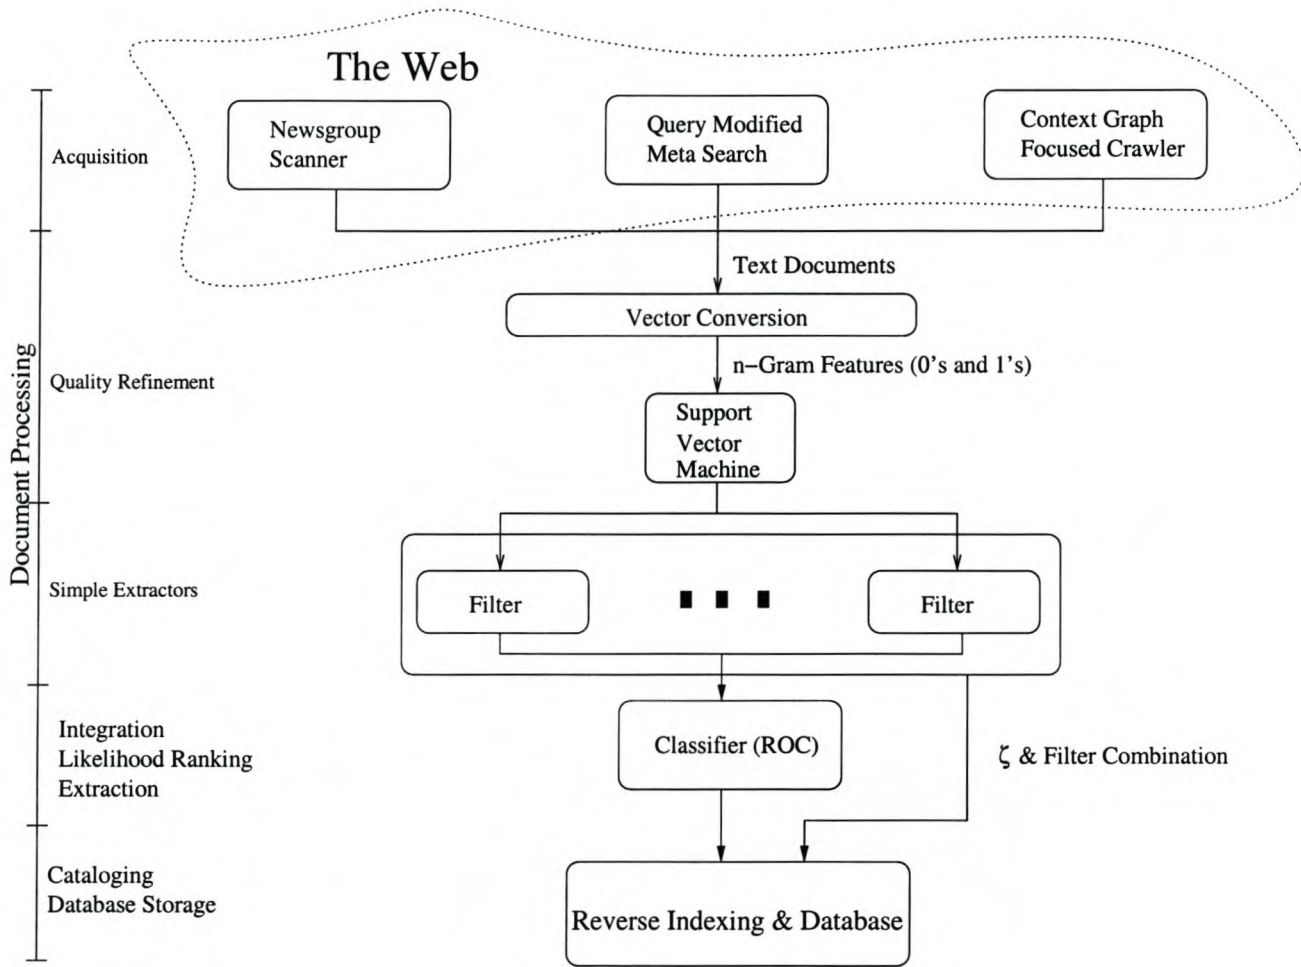 The Web
Newsgroup
Scanner
Query Modified
Meta Search
Context Graph
Focused Crawler
Acquisition
Text Documents
Vector Conversion
n-Gram Features (0's and 1's)
Quality Refinement
Support
Vector
Machine
Document Processing
Simple Extractors
Filter
Filter
Integration
Likelihood Ranking
Extraction
Classifier (ROC)
ζ & Filter Combination
Cataloging
Database Storage
Reverse Indexing & Database